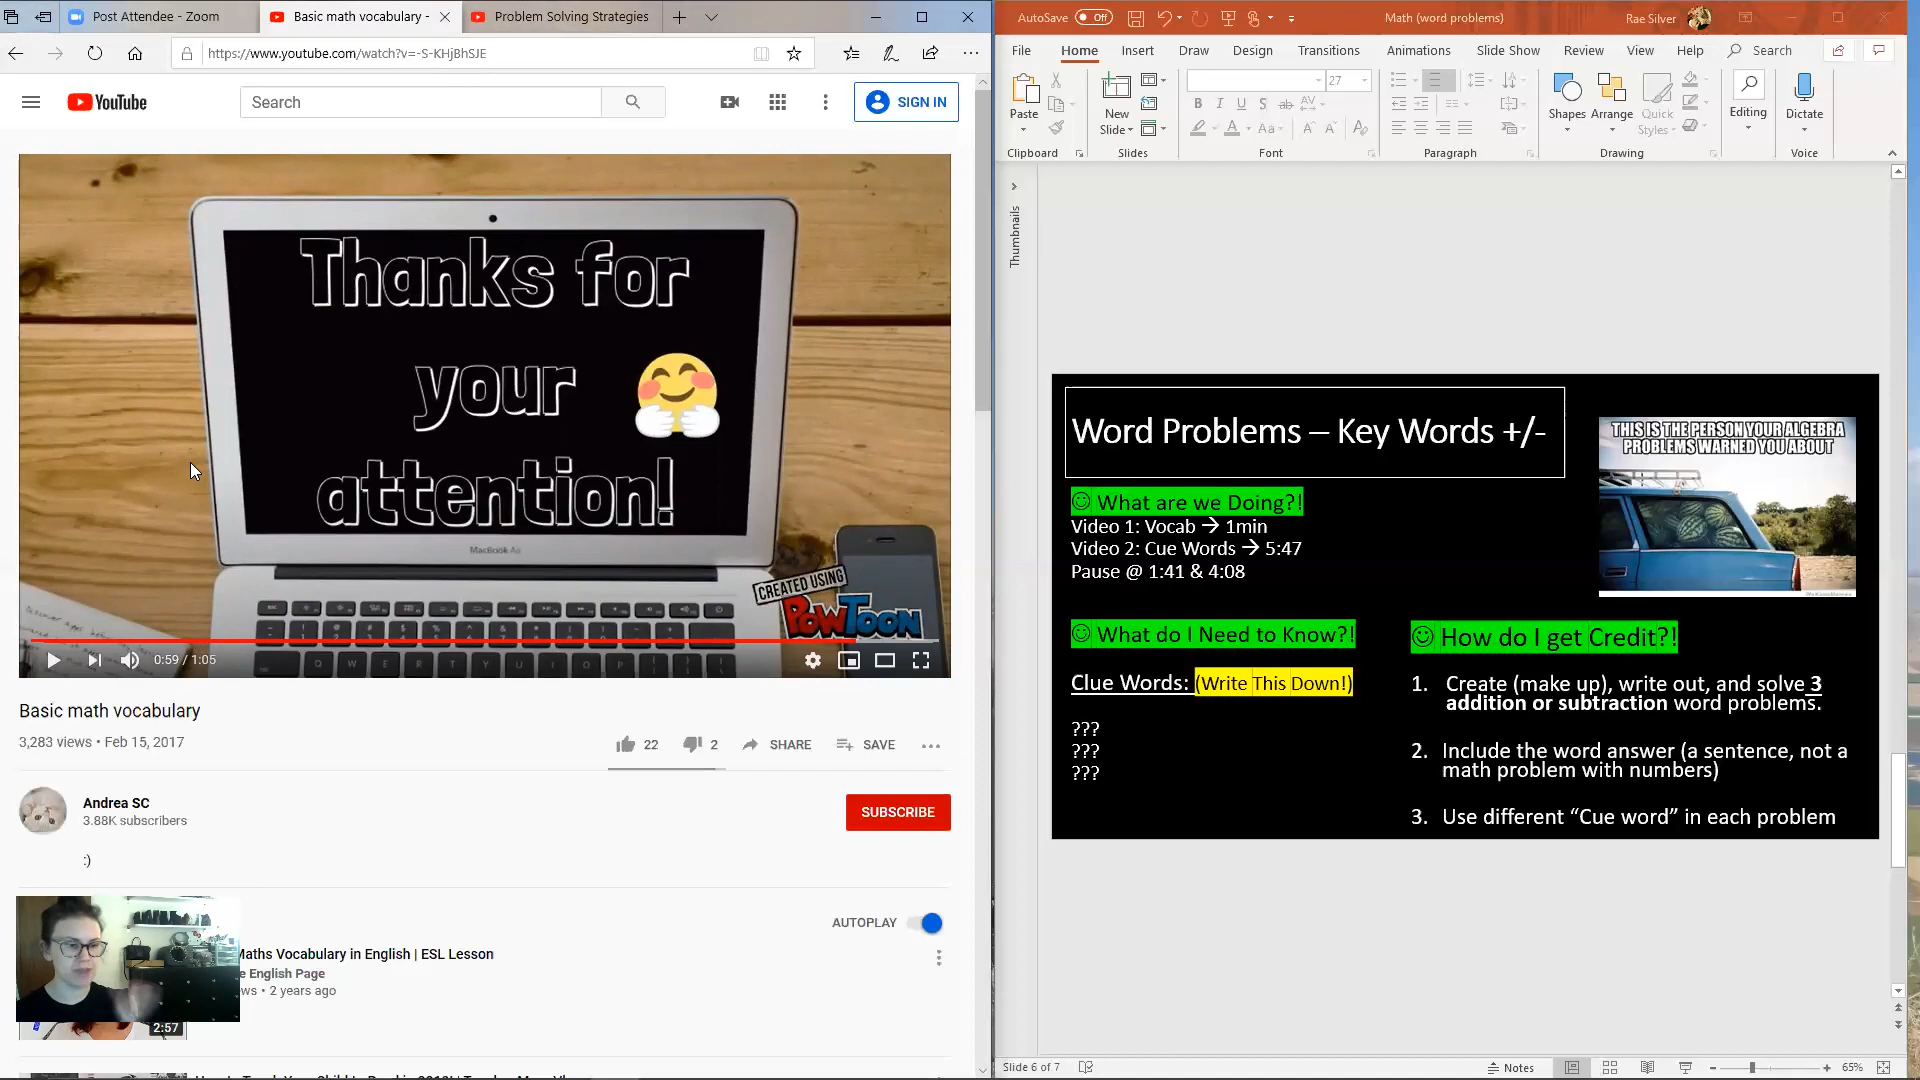 Post Attendee - Zoom
Basic math vocabulary -
Problem Solving Strategies
https://www.youtube.com/watch?v=-S-KHjBhSJE
YouTube
Search
SIGN IN
Thanks for
your
attention!
MacBook Air
CREATED USING
POWTOON
0:59 / 1:05
Basic math vocabulary
3,283 views • Feb 15, 2017
22
2
SHARE
SAVE
Andrea SC
3.88K subscribers
SUBSCRIBE
:)
AUTOPLAY
Maths Vocabulary in English | ESL Lesson
e English Page
ws • 2 years ago
2:57
AutoSave Off
Math (word problems)
Rae Silver
File Home Insert Draw Design Transitions Animations Slide Show Review View Help Search
27
Paste
New
Slide
Shapes
Arrange
Quick
Styles
Editing
Dictate
Clipboard
Slides
Font
Paragraph
Drawing
Voice
Thumbnails
Word Problems – Key Words +/-
THIS IS THE PERSON YOUR ALGEBRA
PROBLEMS WARNED YOU ABOUT
☺ What are we Doing?!
Video 1: Vocab → 1min
Video 2: Cue Words → 5:47
Pause @ 1:41 & 4:08
☺ What do I Need to Know?!
Clue Words: (Write This Down!)
???
???
???
☺ How do I get Credit?!
1. Create (make up), write out, and solve 3
addition or subtraction word problems.
2. Include the word answer (a sentence, not a
math problem with numbers)
3. Use different “Cue word” in each problem
Slide 6 of 7
Notes
65%